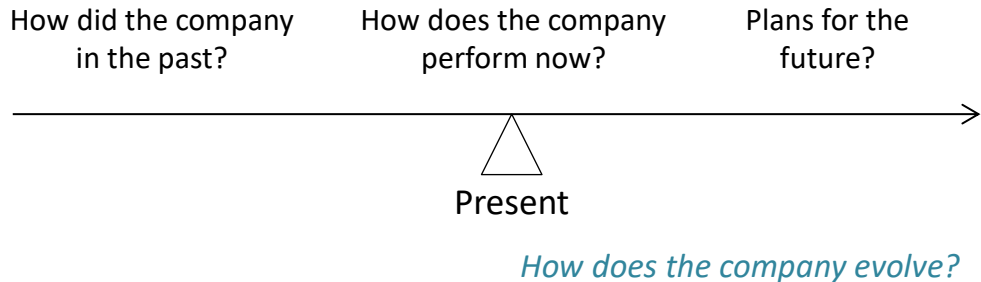 How did the company
in the past?
How does the company
perform now?
Plans for the
future?
Present
How does the company evolve?